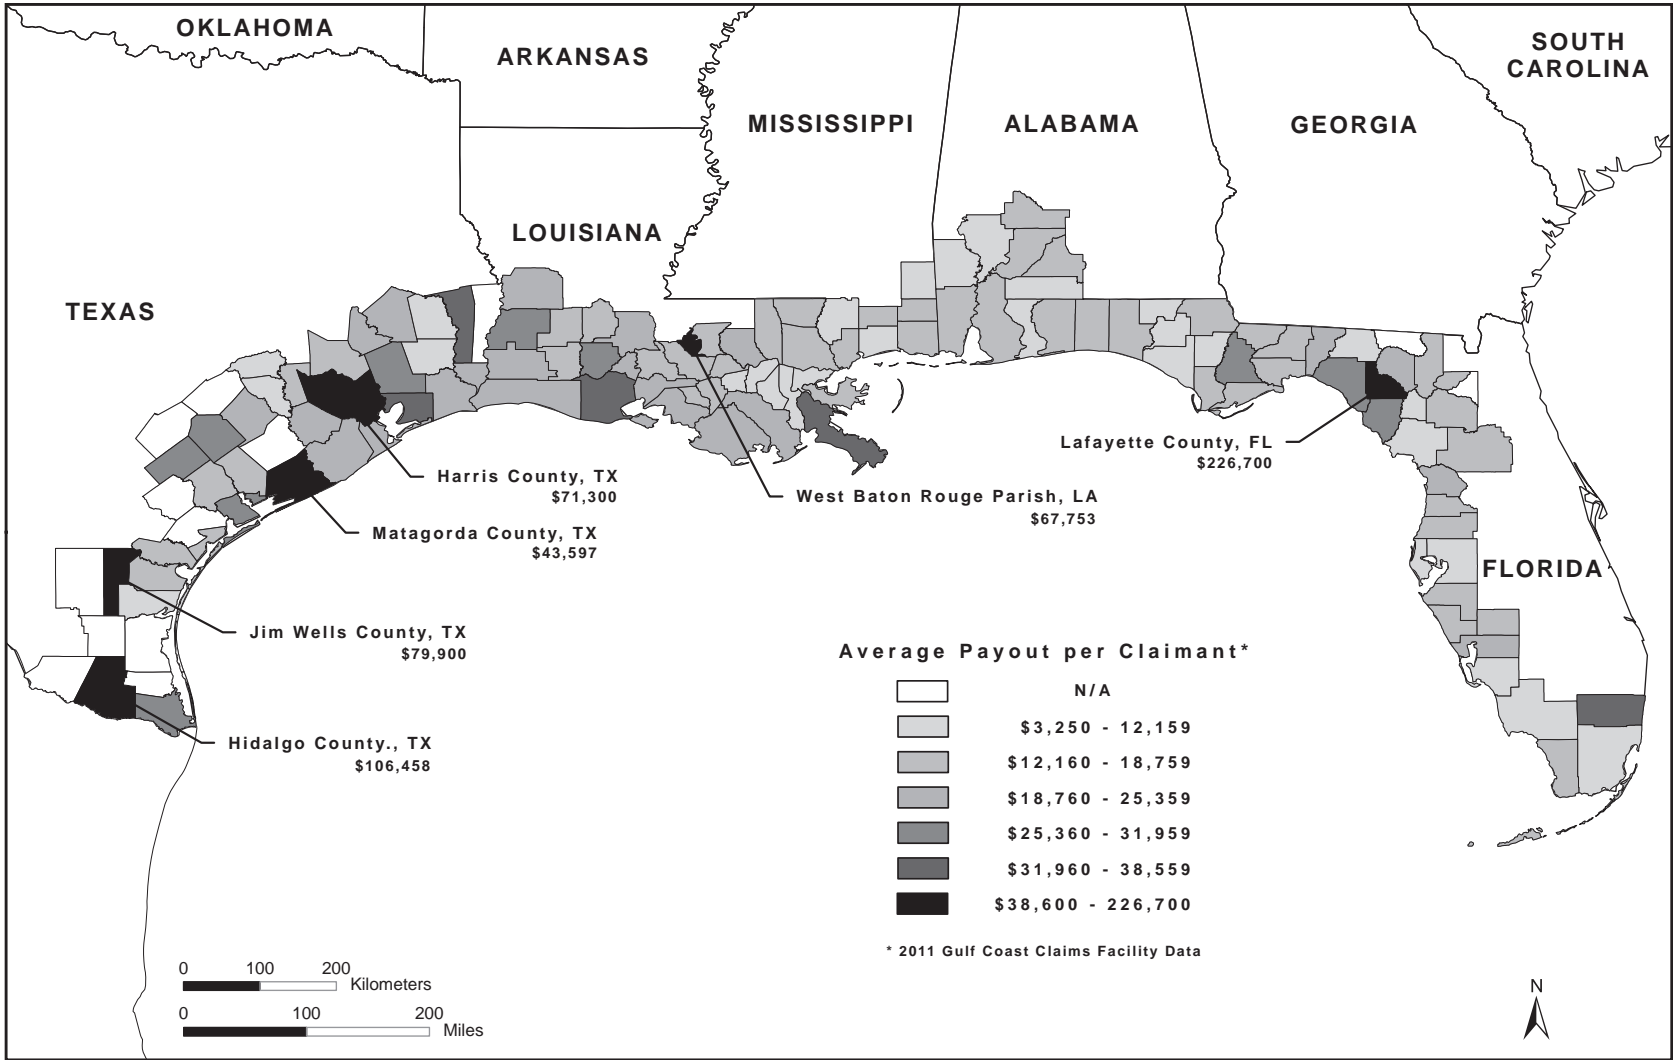 OKLAHOMA
ARKANSAS
SOUTH
CAROLINA
MISSISSIPPI
ALABAMA
GEORGIA
LOUISIANA
TEXAS
Lafayette County, FL
$226,700
Harris County, TX
$71,300
West Baton Rouge Parish, LA
$67,753
Matagorda County, TX
$43,597
FLORIDA
Jim Wells County, TX
$79,900
Hidalgo County., TX
$106,458
Average Payout per Claimant*
N/A
$3,250 - 12,159
$12,160 - 18,759
$18,760 - 25,359
$25,360 - 31,959
$31,960 - 38,559
$38,600 - 226,700
* 2011 Gulf Coast Claims Facility Data
0 100 200
Kilometers
0 100 200
Miles
N